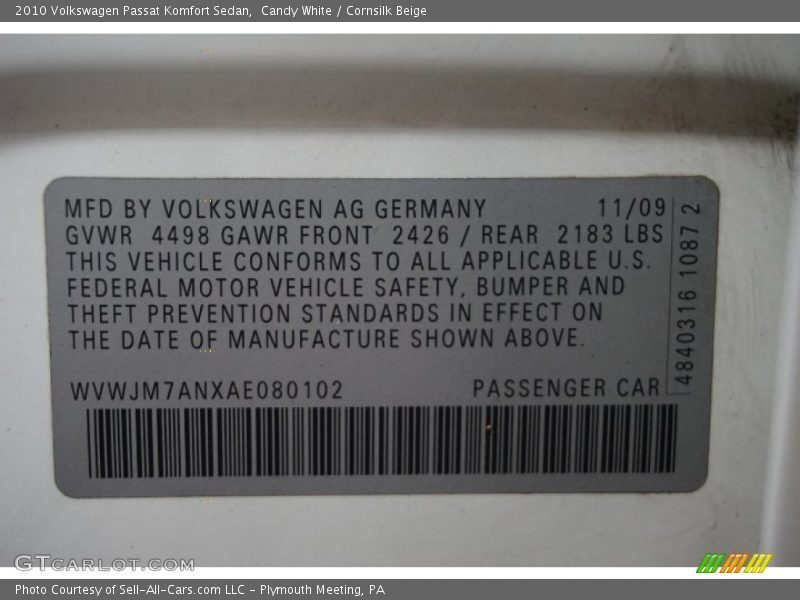 2010 Volkswagen Passat Komfort Sedan,  Candy White / Cornsilk Beige
MFD BY VOLKSWAGEN AG GERMANY 11/09
GVWR 4498 GAWR FRONT 2426 / REAR 2183 LBS
THIS VEHICLE CONFORMS TO ALL APPLICABLE U.S.
FEDERAL MOTOR VEHICLE SAFETY, BUMPER AND
THEFT PREVENTION STANDARDS IN EFFECT ON
THE DATE OF MANUFACTURE SHOWN ABOVE.
WVWJM7ANXAE080102 PASSENGER CAR
4840316 1087 2
GTCARLOT.COM
Photo Courtesy of Sell-All-Cars.com LLC - Plymouth Meeting, PA